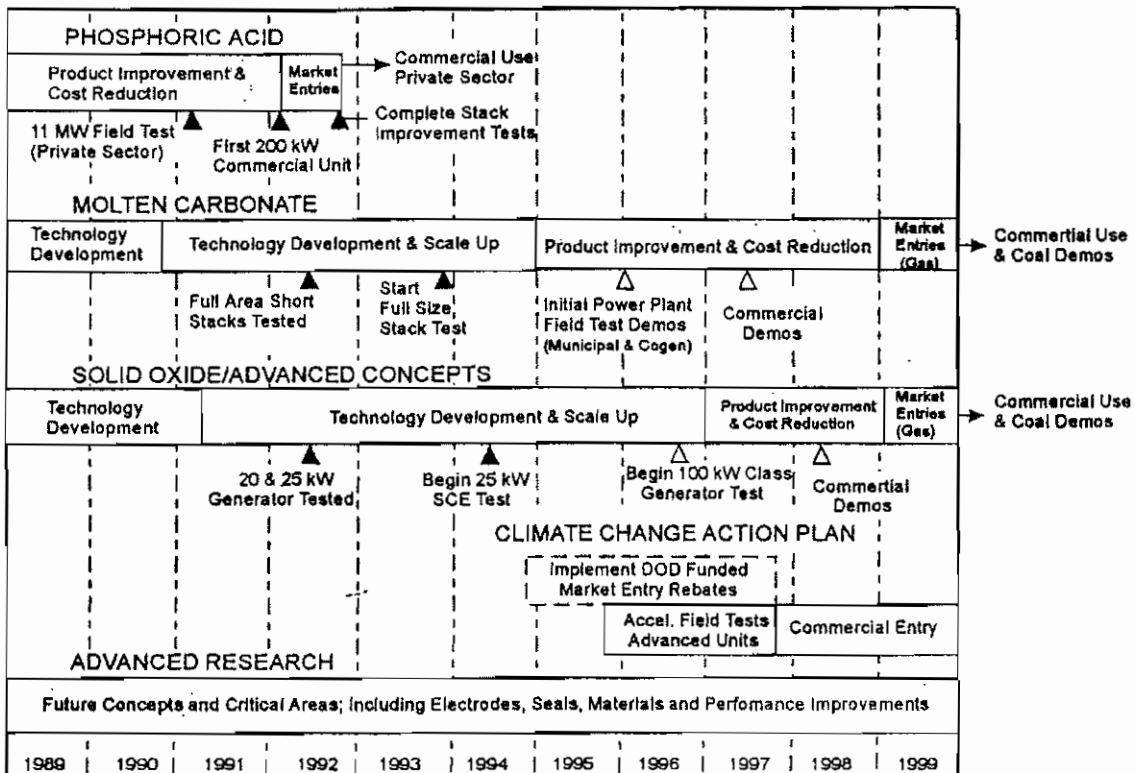 PHOSPHORIC ACID
Product Improvement &
Cost Reduction
Market
Entries
Commercial Use
Private Sector
Complete Stack
Improvement Tests
11 MW Field Test
(Private Sector)
First 200 kW
Commercial Unit
MOLTEN CARBONATE
Technology
Development
Technology Development & Scale Up
Product Improvement & Cost Reduction
Market
Entries
(Gas)
Commertial Use
& Coal Demos
Full Area Short
Stacks Tested
Start
Full Size,
Stack Test
Initial Power Plant
Field Test Demos
(Municipal & Cogen)
Commercial
Demos
SOLID OXIDE/ADVANCED CONCEPTS
Technology
Development
Technology Development & Scale Up
Product Improvement
& Cost Reduction
Market
Entries
(Gas)
Commercial Use
& Coal Demos
20 & 25 kW
Generator Tested
Begin 25 kW
SCE Test
Begin 100 kW Class
Generator Test
Commertial
Demos
CLIMATE CHANGE ACTION PLAN
Implement DOD Funded
Market Entry Rebates
Accel. Field Tests
Advanced Units
Commercial Entry
ADVANCED RESEARCH
Future Concepts and Critical Areas; Including Electrodes, Seals, Materials and Perfomance Improvements
1989 1990 1991 1992 1993 1994 1995 1996 1997 1998 1999